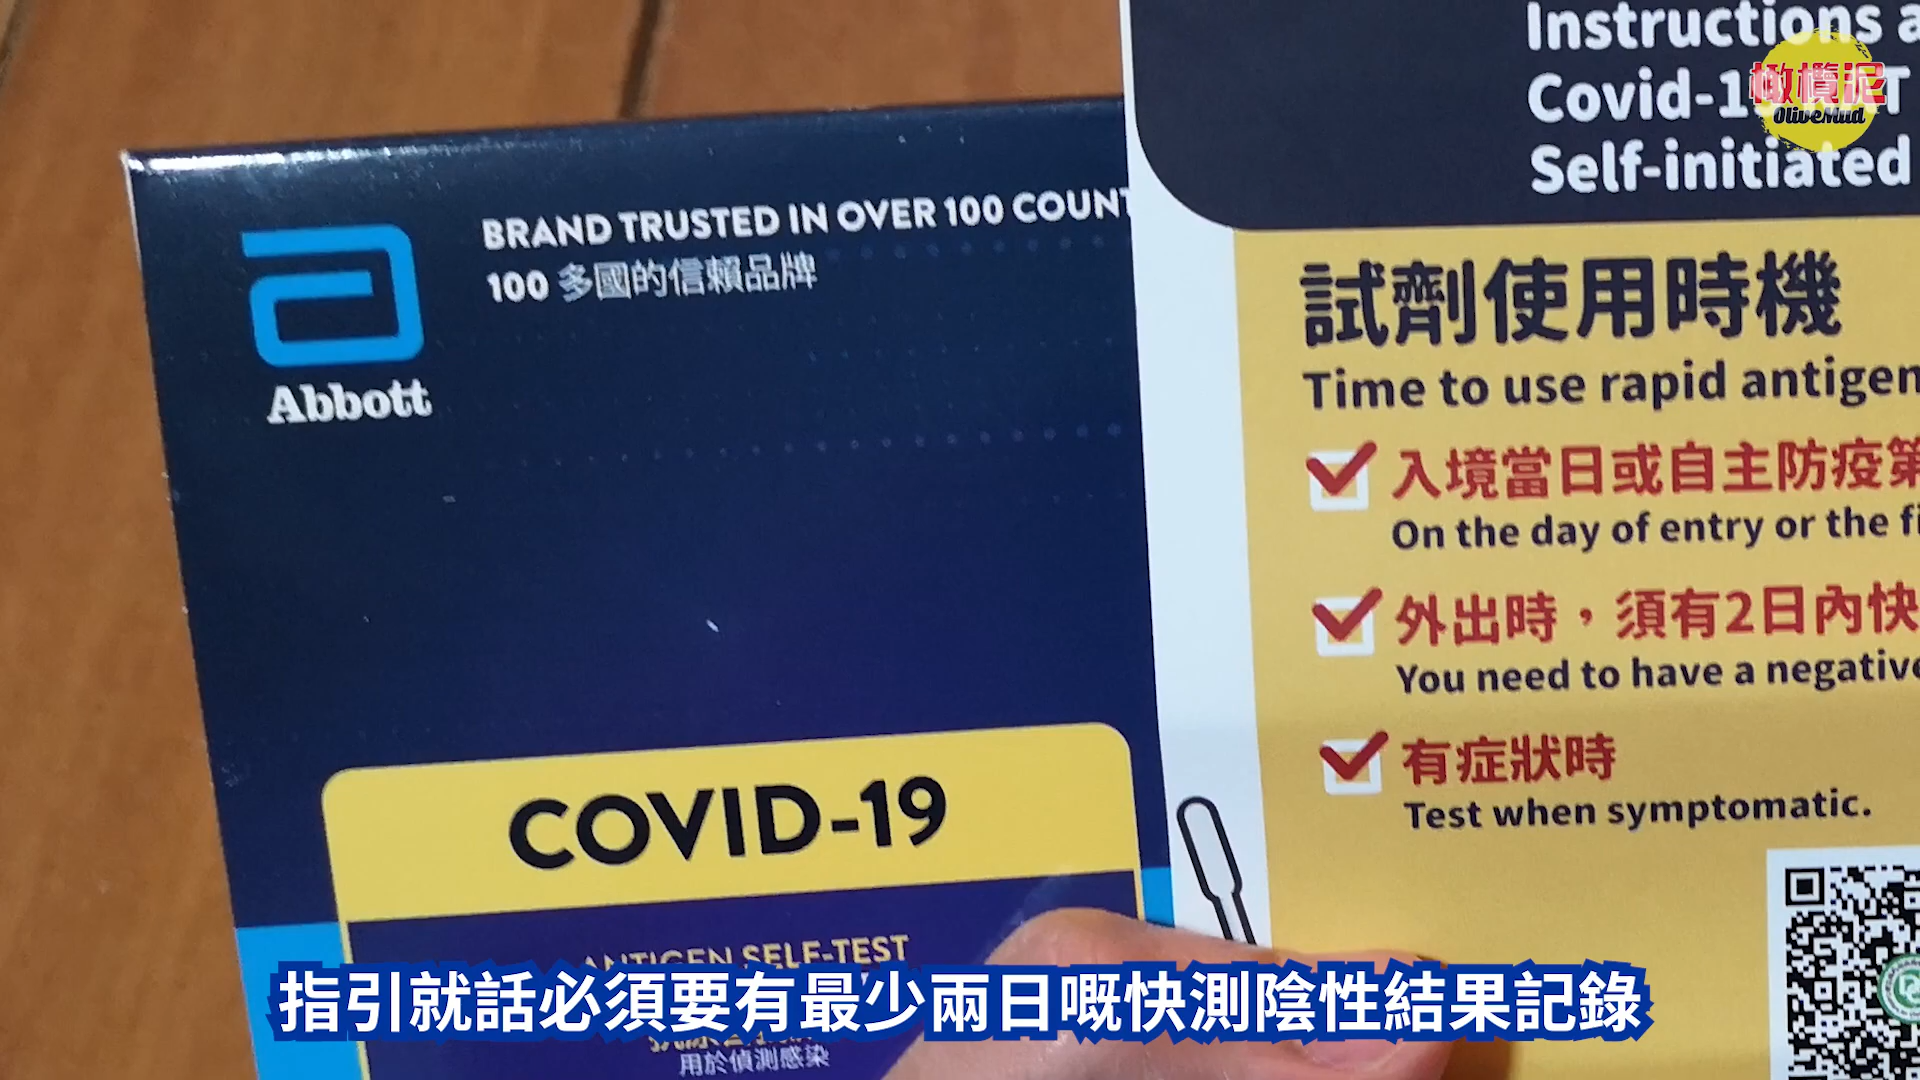 Abbott
BRAND TRUSTED IN OVER 100 COUNT
100 多國的信賴品牌
COVID-19
ANTIGEN SELF-TEST
用於偵測感染
Instructions a
Covid-1
Self-initiated
試劑使用時機
Time to use rapid antigen
入境當日或自主防疫第
On the day of entry or the fi
外出時，須有2日內快
You need to have a negative
有症狀時
Test when symptomatic.
橄欖泥
OliveMud
指引就話必須要有最少兩日嘅快測陰性結果記錄